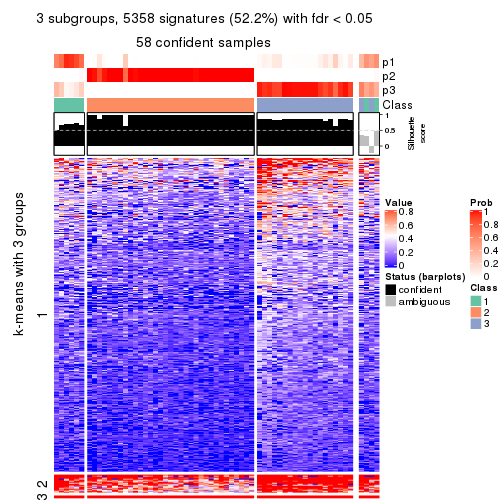 3 subgroups, 5358 signatures (52.2%) with fdr < 0.05
58 confident samples
p1
p2
p3
Class
1
0.5
0
Silhouette
score
k-means with 3 groups
1
2
3
Value
0.8
0.6
0.4
0.2
0
Status (barplots)
confident
ambiguous
Prob
1
0.8
0.6
0.4
0.2
0
Class
1
2
3